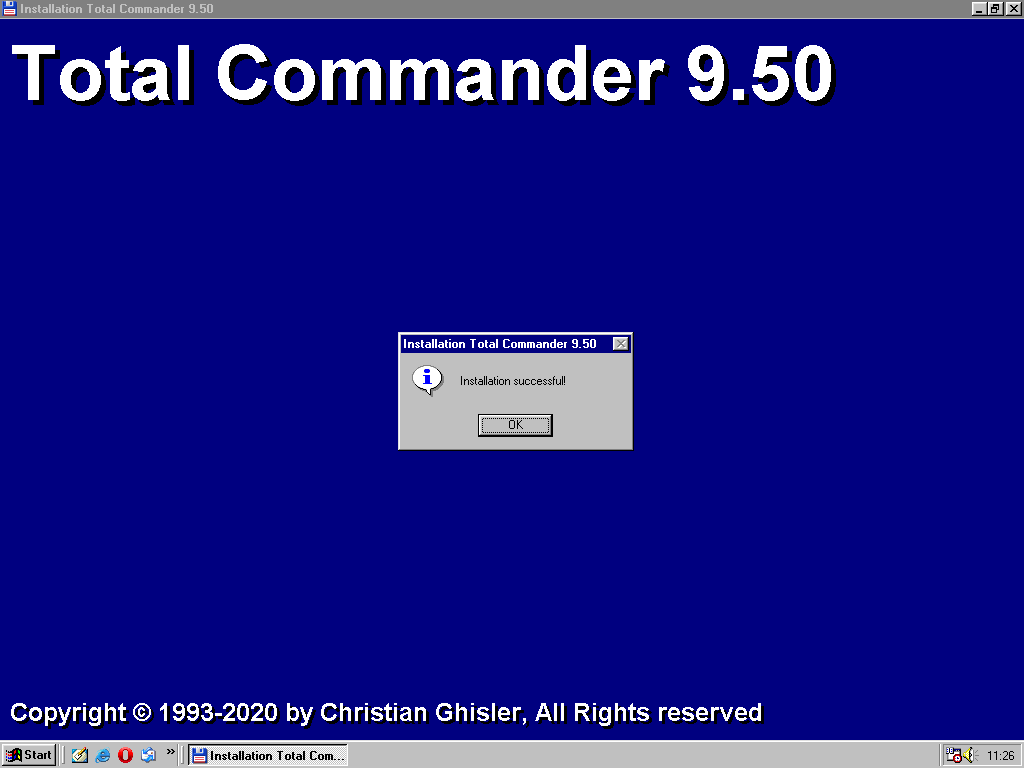 Installation Total Commander 9.50
Total Commander 9.50
Installation Total Commander 9.50
Installation successful!
OK
Copyright © 1993-2020 by Christian Ghisler, All Rights reserved
Start
Installation Total Com...
11:26